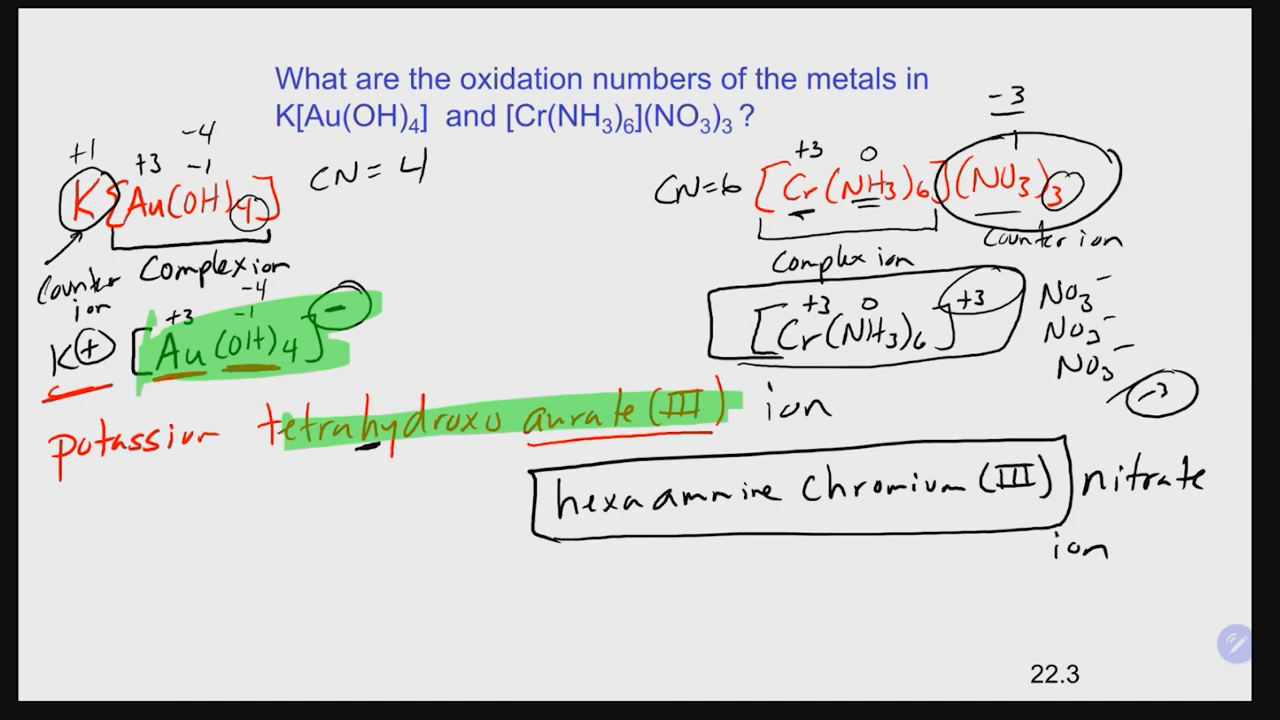 What are the oxidation numbers of the metals in
K[Au(OH)₄] and [Cr(NH₃)₆](NO₃)₃ ?
-3
+1
+3
-4
-1
K[Au(OH)4]
CN = 4
Counter ion
Complex ion
-4
+3
-1
K+ [Au(OH)4]-
+3
0
-1
CN=6 [Cr(NH3)6](NO3)3
Complex ion
Counter ion
+3
0
[Cr(NH3)6]+3
NO3-
NO3-
NO3-
-3
potassium tetrahydroxo aurate (III) ion
hexaammine chromium (III) nitrate
ion
22.3